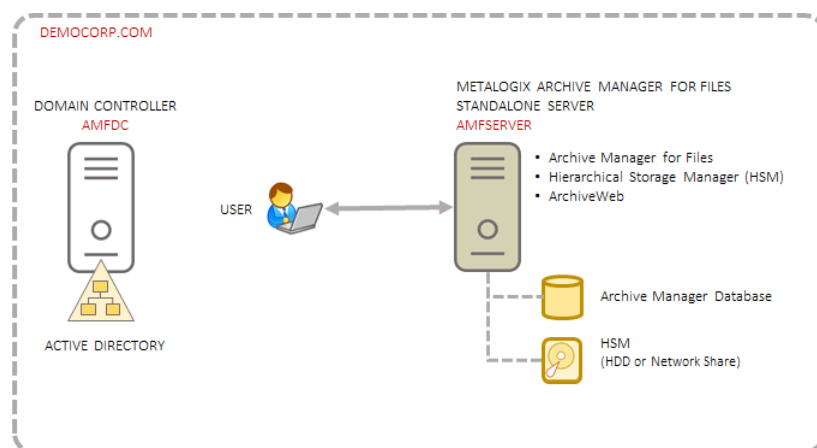 DEMOCORP.COM
DOMAIN CONTROLLER
AMFDC
ACTIVE DIRECTORY
USER
METALOGIX ARCHIVE MANAGER FOR FILES
STANDALONE SERVER
AMFSERVER
• Archive Manager for Files
• Hierarchical Storage Manager (HSM)
• ArchiveWeb
Archive Manager Database
HSM
(HDD or Network Share)